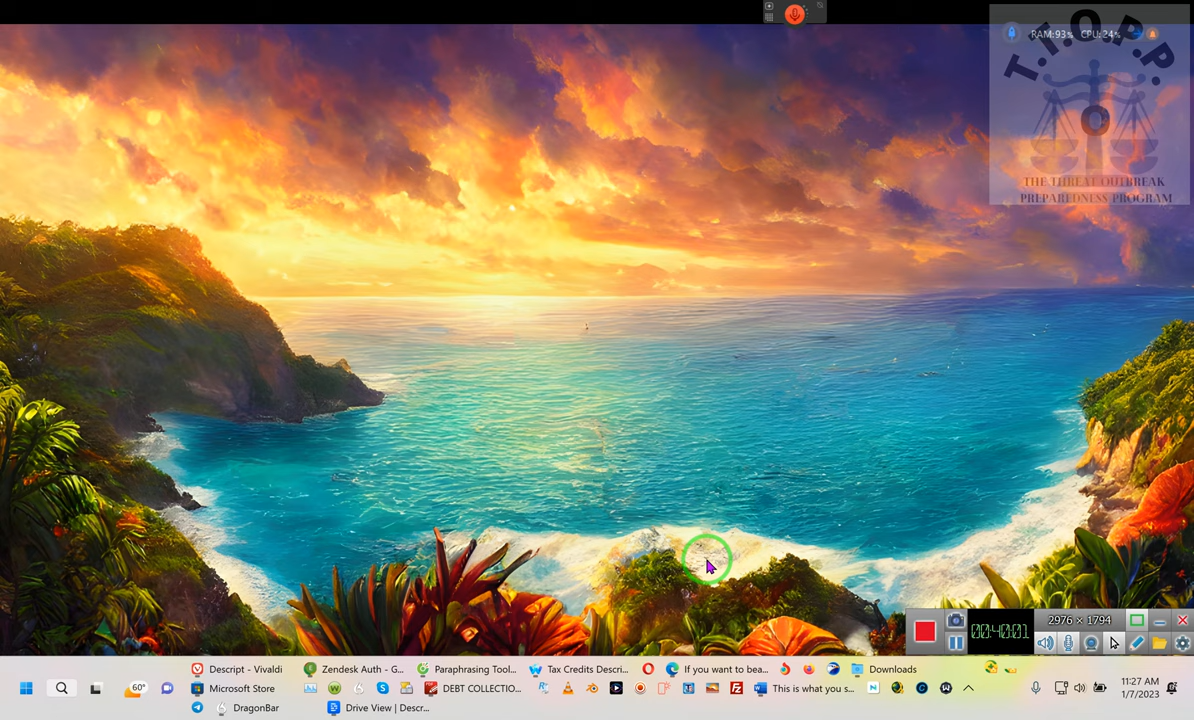 RAM:93% CPU:24%
T.T.O.P.P.
THE THREAT OUTBREAK
PREPAREDNESS PROGRAM
00:40:01
2976 × 1794
Descript - Vivaldi
Zendesk Auth - G...
Paraphrasing Tool...
Tax Credits Descri...
If you want to bea...
Downloads
60°
Microsoft Store
DEBT COLLECTIO...
This is what you s...
11:27 AM
1/7/2023
DragonBar
Drive View | Descr...